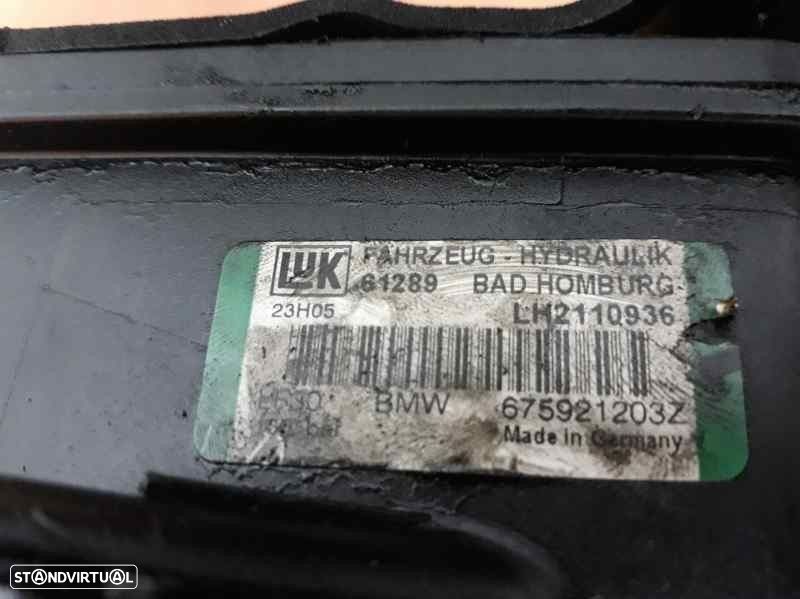 LUK FAHRZEUG - HYDRAULIK
61289 BAD HOMBURG
23H05 LH2110936
BMW 675921203Z
Made in Germany
STANDVIRTUAL